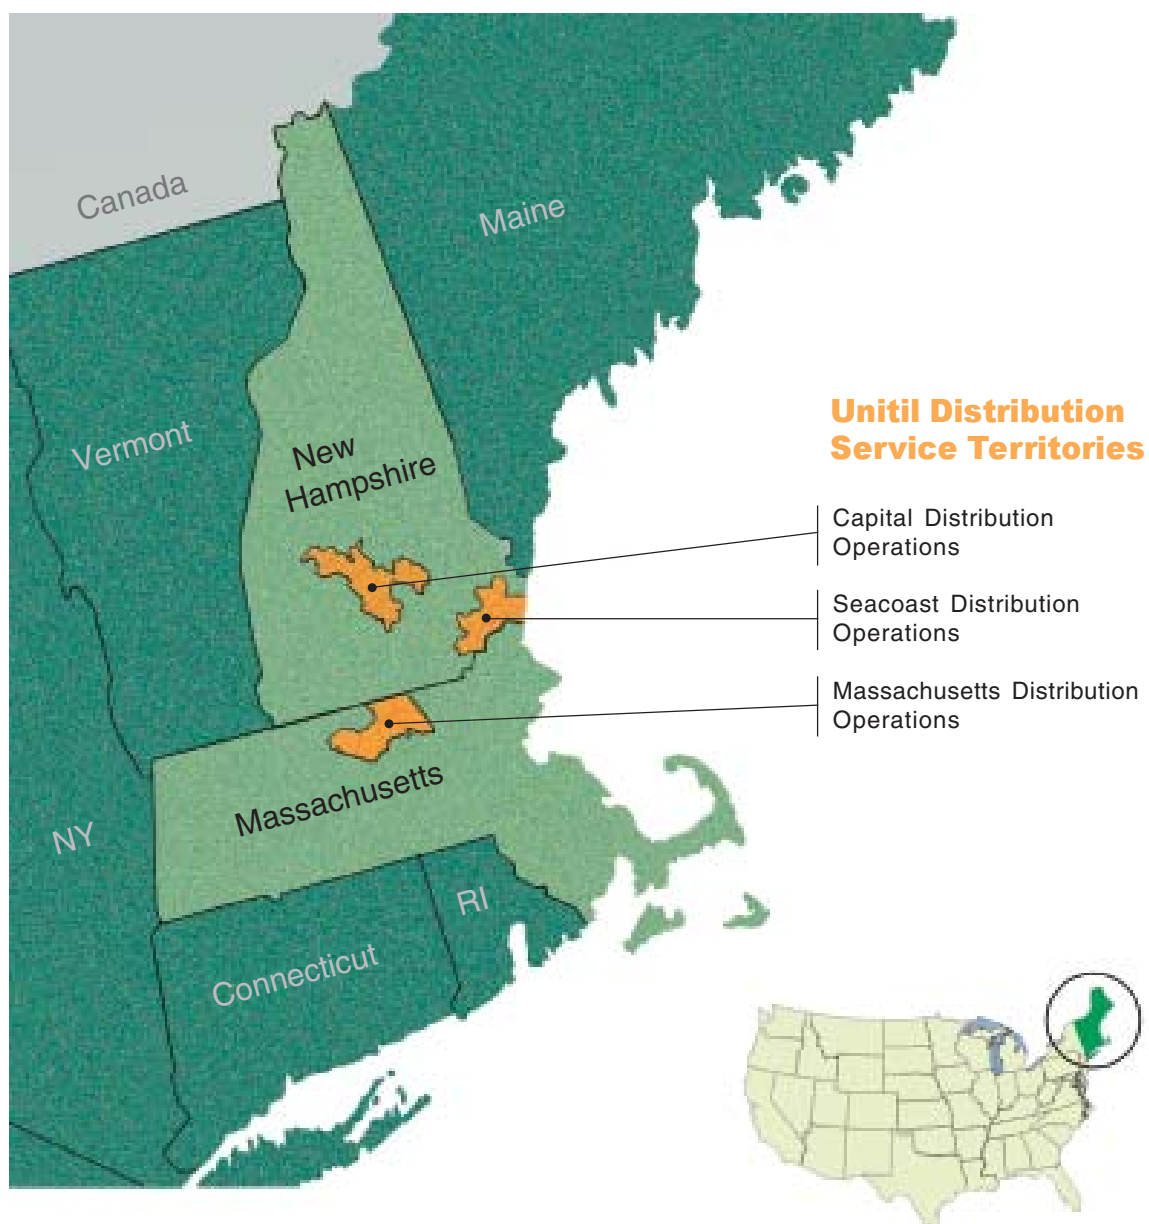 Canada
Maine
Vermont
New
Hampshire
Unitil Distribution
Service Territories
Capital Distribution
Operations
Seacoast Distribution
Operations
Massachusetts Distribution
Operations
Massachusetts
NY
RI
Connecticut